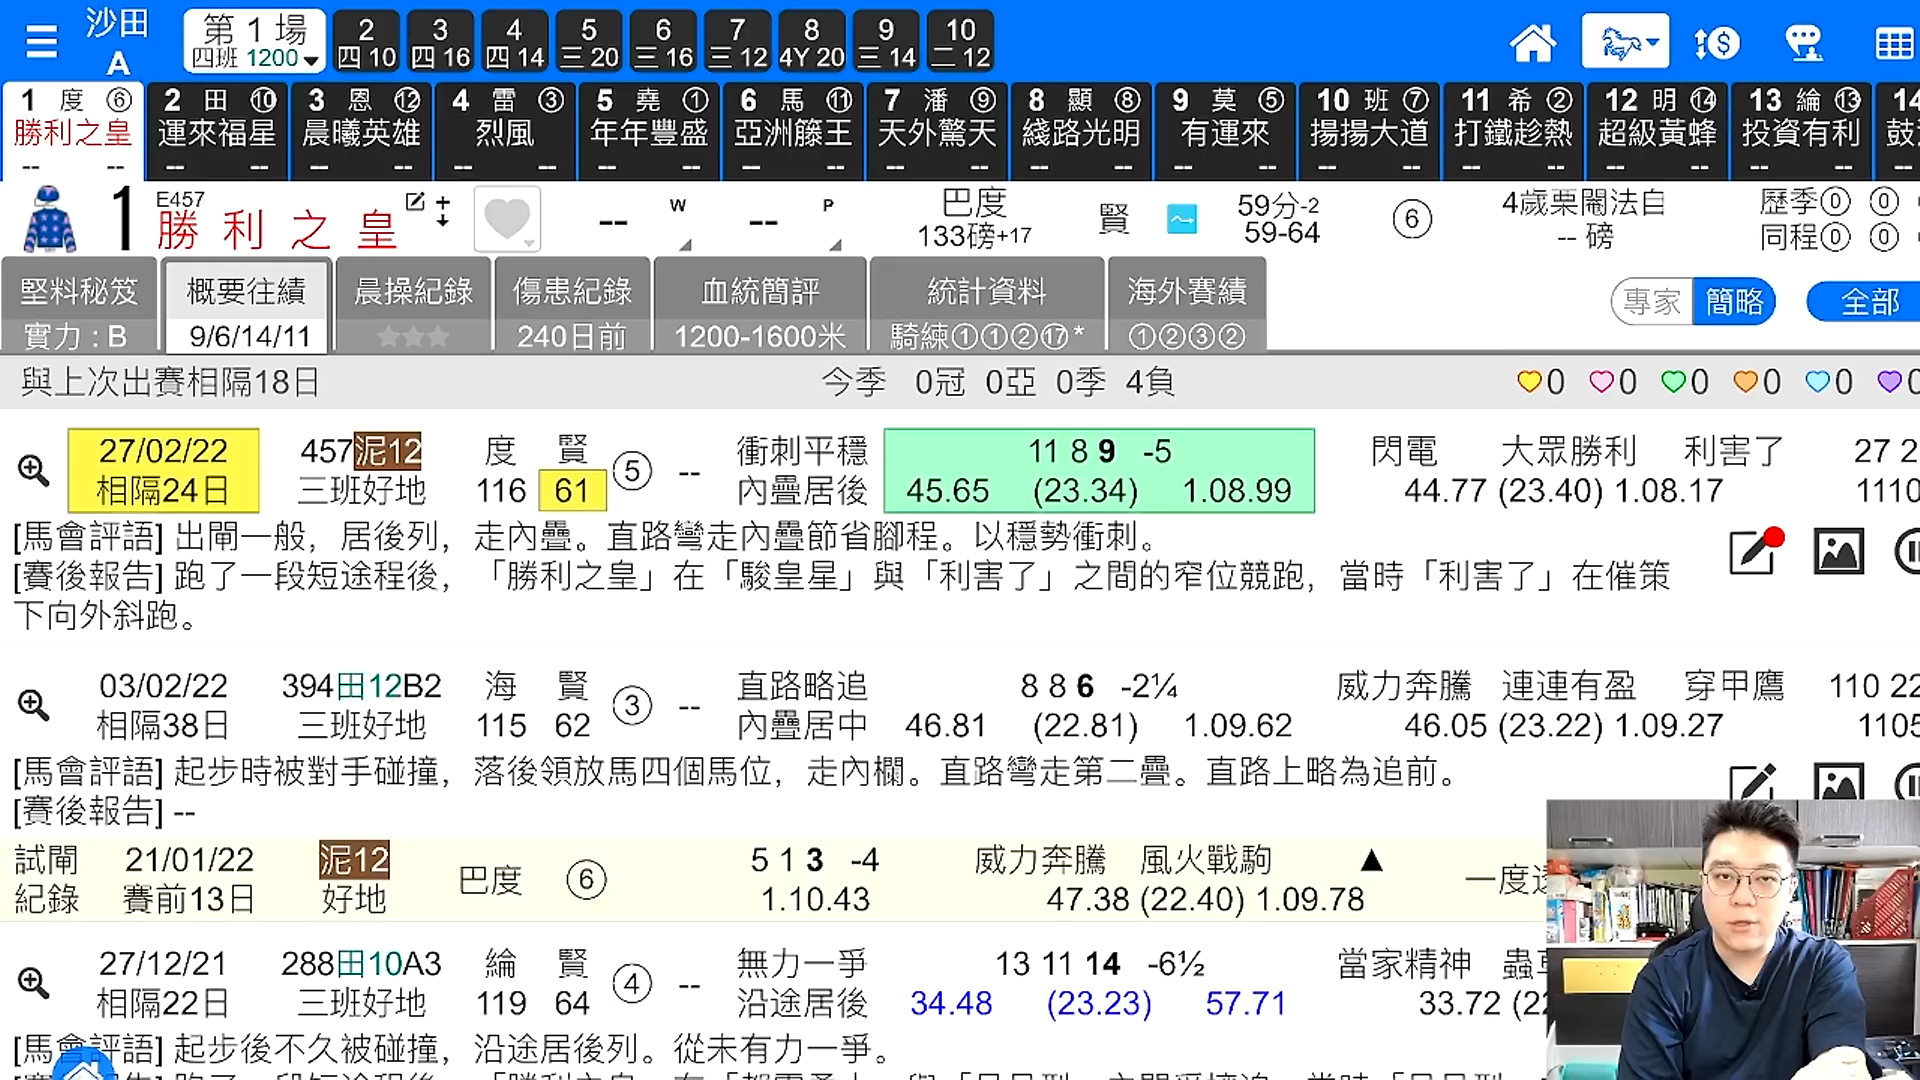 沙田 A
第 1 場 四班 1200
2 四 10
3 四 16
4 四 14
5 三 20
6 三 16
7 三 12
8 4Y 20
9 三 14
10 二 12
1 度 ⑥ 勝利之皇 -- --
2 田 ⑩ 運來福星 -- --
3 恩 ⑫ 晨曦英雄 -- --
4 雷 ③ 烈風 -- --
5 堯 ① 年年豐盛 -- --
6 馬 ⑪ 亞洲籐王 -- --
7 潘 ⑨ 天外驚天 -- --
8 顯 ⑧ 綫路光明 -- --
9 莫 ⑤ 有運來 -- --
10 班 ⑦ 揚揚大道 -- --
11 希 ② 打鐵趁熱 -- --
12 明 ⑭ 超級黃蜂 -- --
13 綸 ⑬ 投資有利 -- --
14
1 E457 勝利之皇 -- W -- P 巴度 133磅+17 賢 59分-2 59-64 ⑥ 4歲栗閹法自 -- 磅 歷季⓪ ⓪ 同程⓪ ⓪
堅料秘笈 概要往績 晨操紀錄 傷患紀錄 血統簡評 統計資料 海外賽績 專家 簡略 全部
實力 : B 9/6/14/11 ★★★ 240日前 1200-1600米 騎練①①②⑰* ①②③②
與上次出賽相隔18日 今季 0冠 0亞 0季 4負 0 0 0 0 0
27/02/22 457泥12 度 賢 ⑤ -- 衝刺平穩 11 8 9 -5 閃電 大眾勝利 利害了 27 2
相隔24日 三班好地 116 61 內疊居後 45.65 (23.34) 1.08.99 44.77 (23.40) 1.08.17 1110
[馬會評語] 出閘一般，居後列，走內疊。直路彎走內疊節省腳程。以穩勢衝刺。
[賽後報告] 跑了一段短途程後，「勝利之皇」在「駿皇星」與「利害了」之間的窄位競跑，當時「利害了」在催策
下向外斜跑。
03/02/22 394田12B2 海 賢 ③ -- 直路略追 8 8 6 -2¼ 威力奔騰 連連有盈 穿甲鷹 110 22
相隔38日 三班好地 115 62 內疊居中 46.81 (22.81) 1.09.62 46.05 (23.22) 1.09.27 1105
[馬會評語] 起步時被對手碰撞，落後領放馬四個馬位，走內欄。直路彎走第二疊。直路上略為追前。
[賽後報告] --
試閘 21/01/22 泥12 巴度 ⑥ 5 1 3 -4 威力奔騰 風火戰駒 ▲ 一度
紀錄 賽前13日 好地 1.10.43 47.38 (22.40) 1.09.78
27/12/21 288田10A3 綸 賢 ④ -- 無力一爭 13 11 14 -6½ 當家精神
相隔22日 三班好地 119 64 沿途居後 34.48 (23.23) 57.71 33.72
[馬會評語] 起步後不久被碰撞，沿途居後列。從未有力一爭。